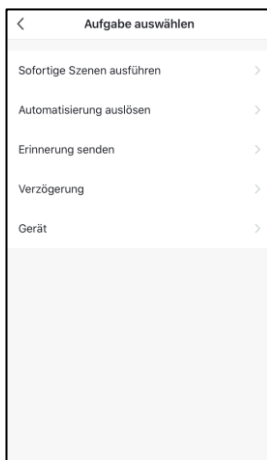 Aufgabe auswählen
Sofortige Szenen ausführen
Automatisierung auslösen
Erinnerung senden
Verzögerung
Gerät